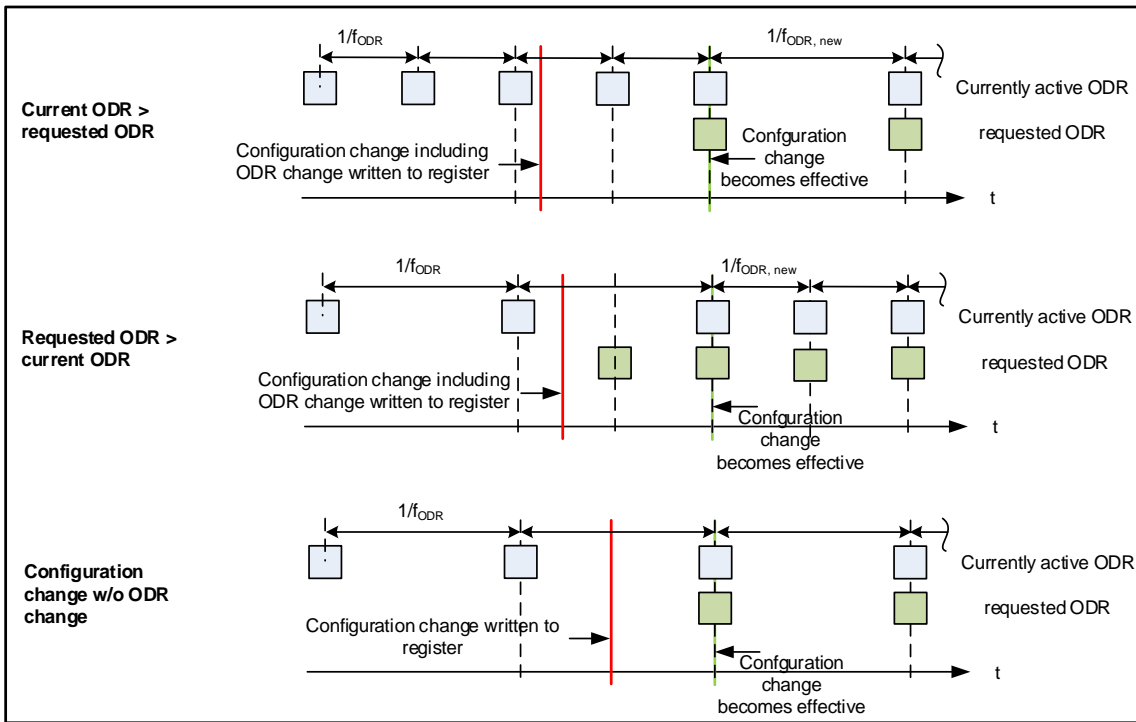 1/fODR
1/fODR, new
Current ODR >
requested ODR
Currently active ODR
requested ODR
Configuration change including
ODR change written to register
Confguration
change
becomes effective
t
1/fODR
1/fODR, new
Requested ODR >
current ODR
Currently active ODR
requested ODR
Configuration change including
ODR change written to register
Confguration
change
becomes effective
t
1/fODR
Configuration
change w/o ODR
change
Currently active ODR
requested ODR
Configuration change written to
register
Confguration
change
becomes effective
t